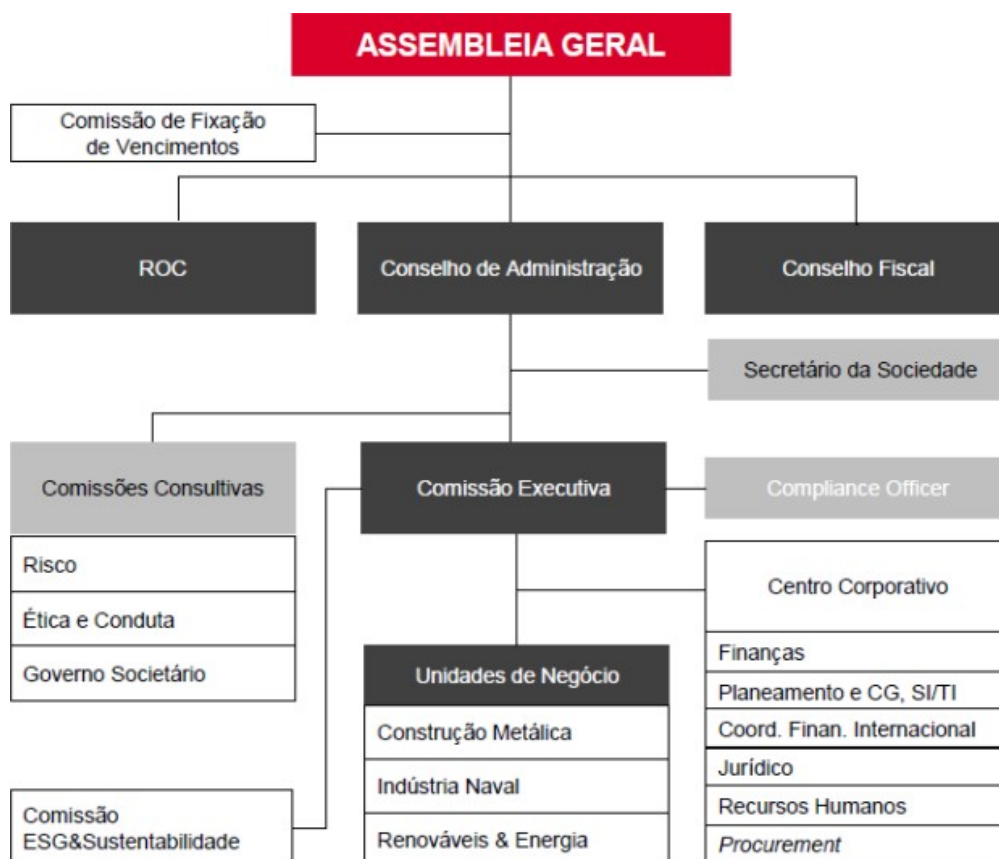 ASSEMBLEIA GERAL
Comissão de Fixação
de Vencimentos
ROC
Conselho de Administração
Conselho Fiscal
Secretário da Sociedade
Comissões Consultivas
Comissão Executiva
Compliance Officer
Risco
Ética e Conduta
Governo Societário
Centro Corporativo
Finanças
Planeamento e CG, SI/TI
Coord. Finan. Internacional
Jurídico
Recursos Humanos
Procurement
Unidades de Negócio
Construção Metálica
Indústria Naval
Renováveis & Energia
Comissão
ESG&Sustentabilidade